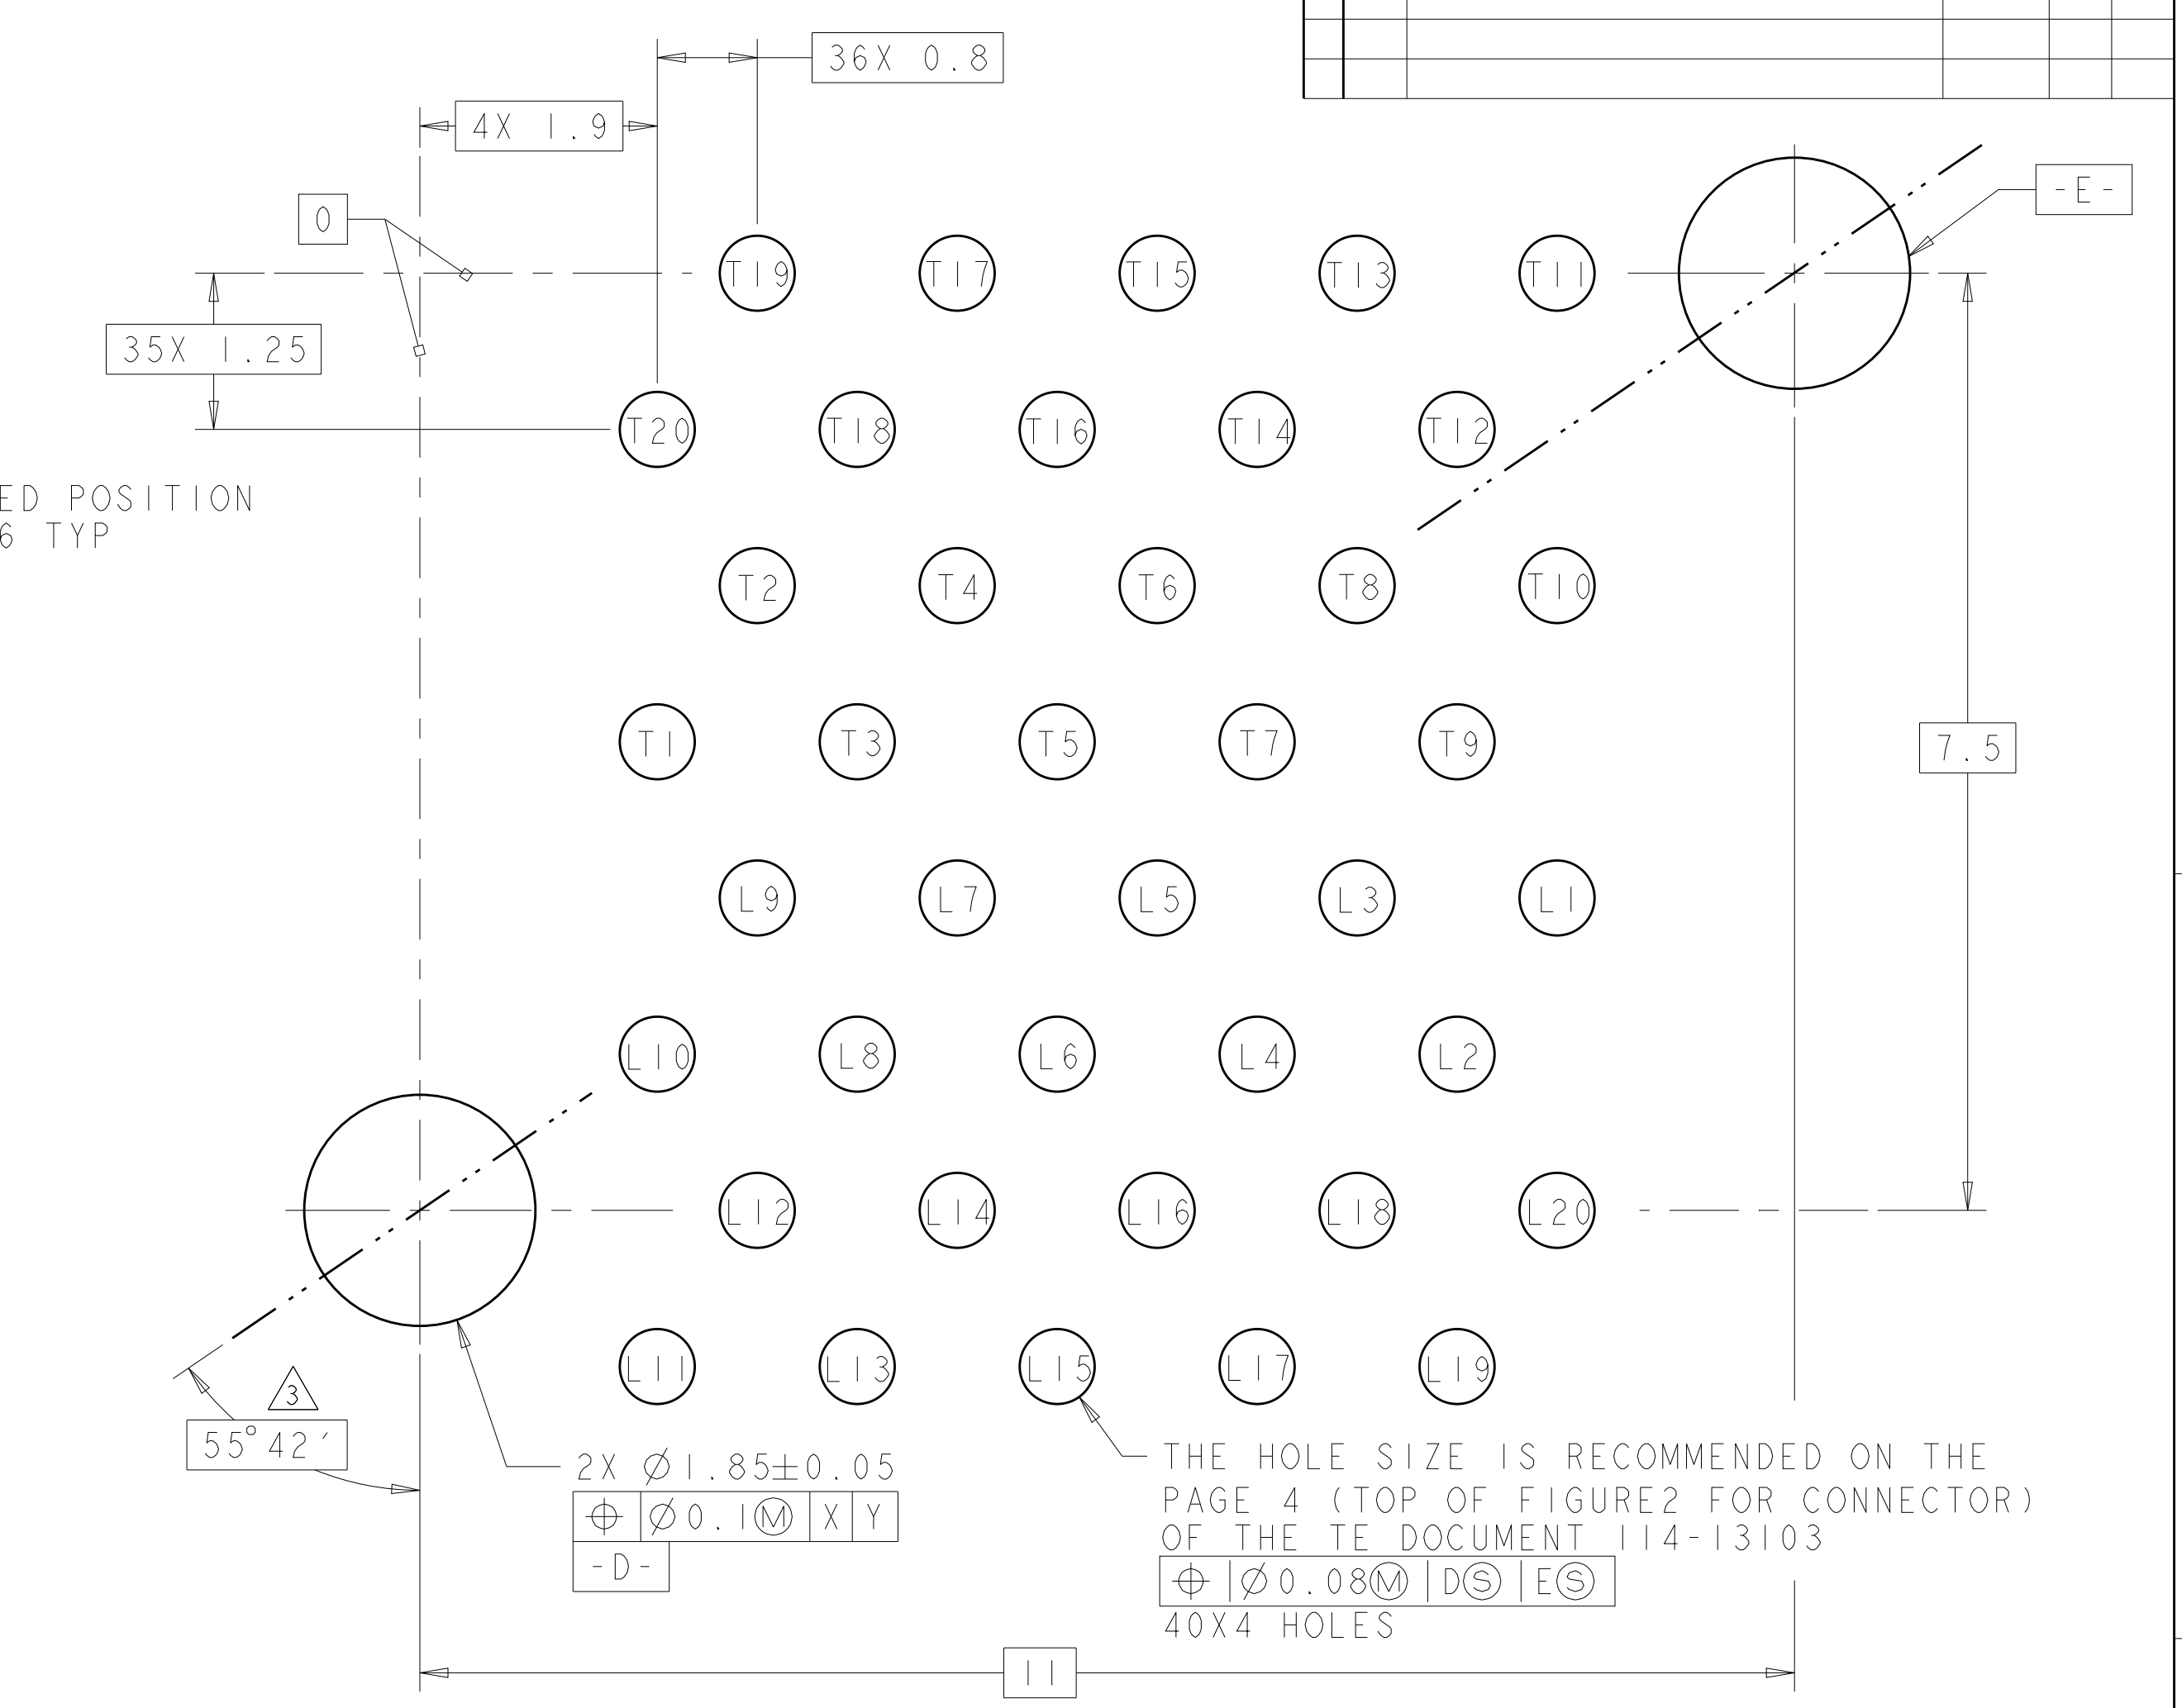 36X 0.8
4X 1.9
-E-
0
T19 T17 T15 T13 T11
35X 1.25
T20 T18 T16 T14 T12
ED POSITION
6 TYP
T2 T4 T6 T8 T10
T1 T3 T5 T7 T9
7.5
L9 L7 L5 L3 L1
L10 L8 L6 L4 L2
L12 L14 L16 L18 L20
L11 L13 L15 L17 L19
3
55°42'
2X Ø1.85±0.05
⌖ Ø0.1Ⓜ X Y
-D-
THE HOLE SIZE IS RECOMMENDED ON THE
PAGE 4 (TOP OF FIGURE2 FOR CONNECTOR)
OF THE TE DOCUMENT 114-13103
⌖ Ø0.08Ⓜ DⓈ EⓈ
40X4 HOLES
11